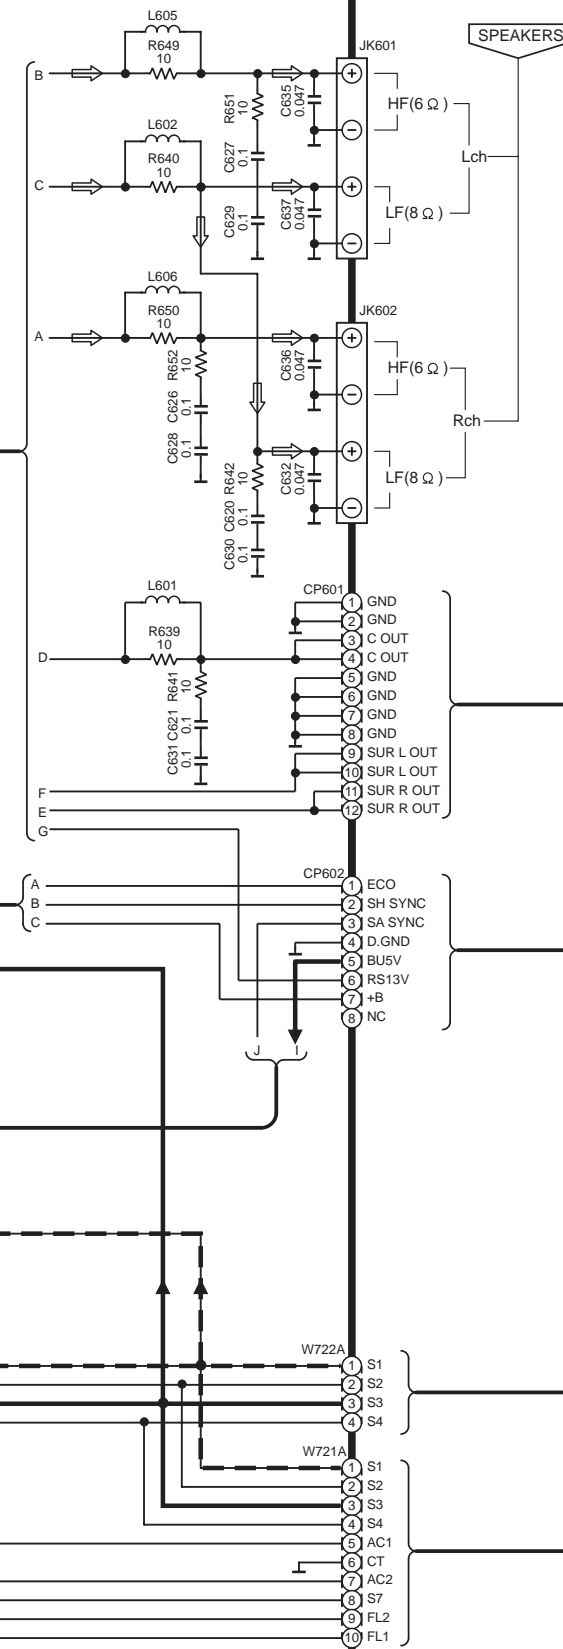 L605
R649
10
B
SPEAKERS
JK601
R651
10
C635
0.047
+
HF(6 Ω)
−
L602
R640
10
C627
0.1
Lch
C
C629
0.1
C637
0.047
+
LF(8 Ω)
−
L606
R650
10
A
JK602
R652
10
C636
0.047
+
HF(6 Ω)
−
C626
0.1
Rch
C628
0.1
R642
10
C632
0.047
+
LF(8 Ω)
−
C620
0.1
C630
0.1
L601
R639
10
D
R641
10
C621
0.1
C631
0.1
F
E
G
CP601
1 GND
2 GND
3 C OUT
4 C OUT
5 GND
6 GND
7 GND
8 GND
9 SUR L OUT
10 SUR L OUT
11 SUR R OUT
12 SUR R OUT
A
B
C
CP602
1 ECO
2 SH SYNC
3 SA SYNC
4 D.GND
5 BU5V
6 RS13V
7 +B
8 NC
J I
W722A
1 S1
2 S2
3 S3
4 S4
W721A
1 S1
2 S2
3 S3
4 S4
5 AC1
6 CT
7 AC2
8 S7
9 FL2
10 FL1